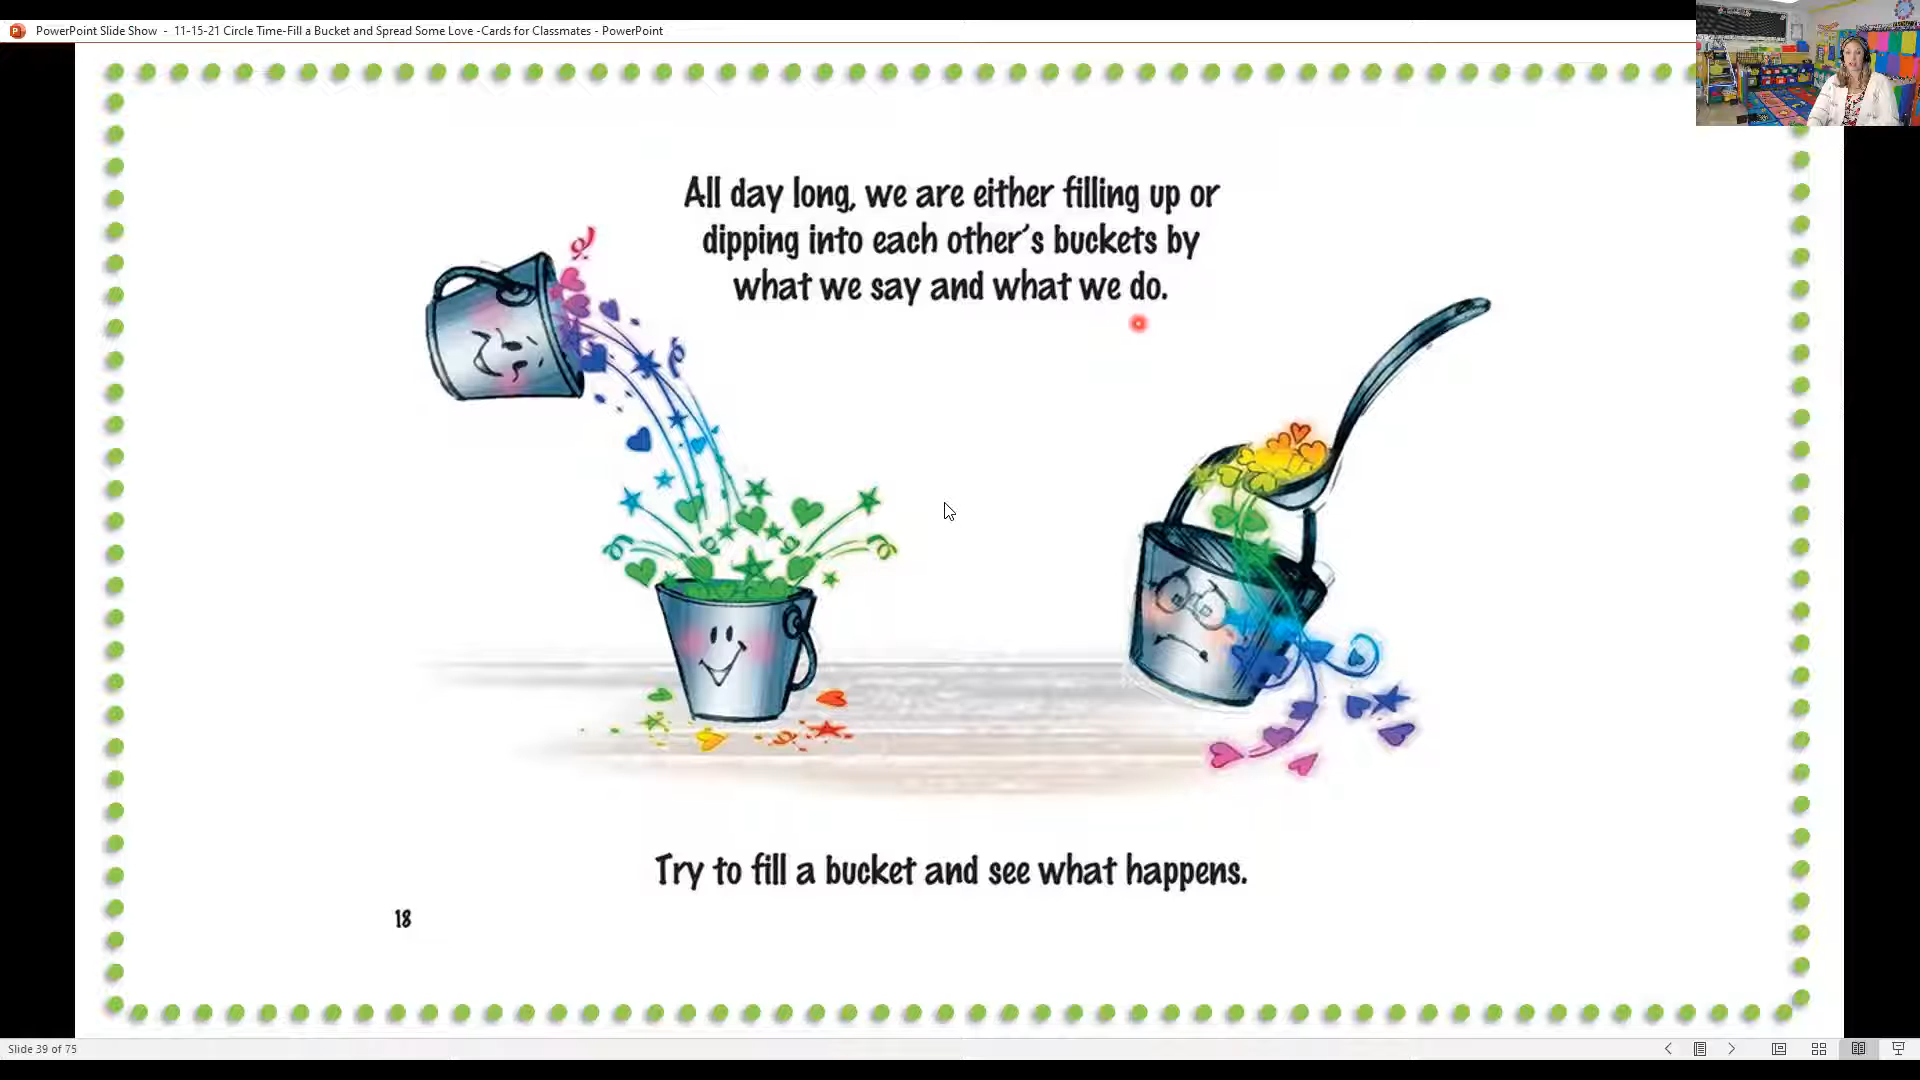 PowerPoint Slide Show - 11-15-21 Circle Time-Fill a Bucket and Spread Some Love -Cards for Classmates - PowerPoint
All day long, we are either filling up or
dipping into each other's buckets by
what we say and what we do.
Try to fill a bucket and see what happens.
18
Slide 39 of 75